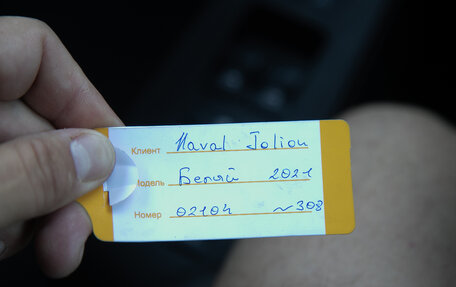 Клиент Haval Jolion
Модель Белый 2021
Номер 02104 ~308